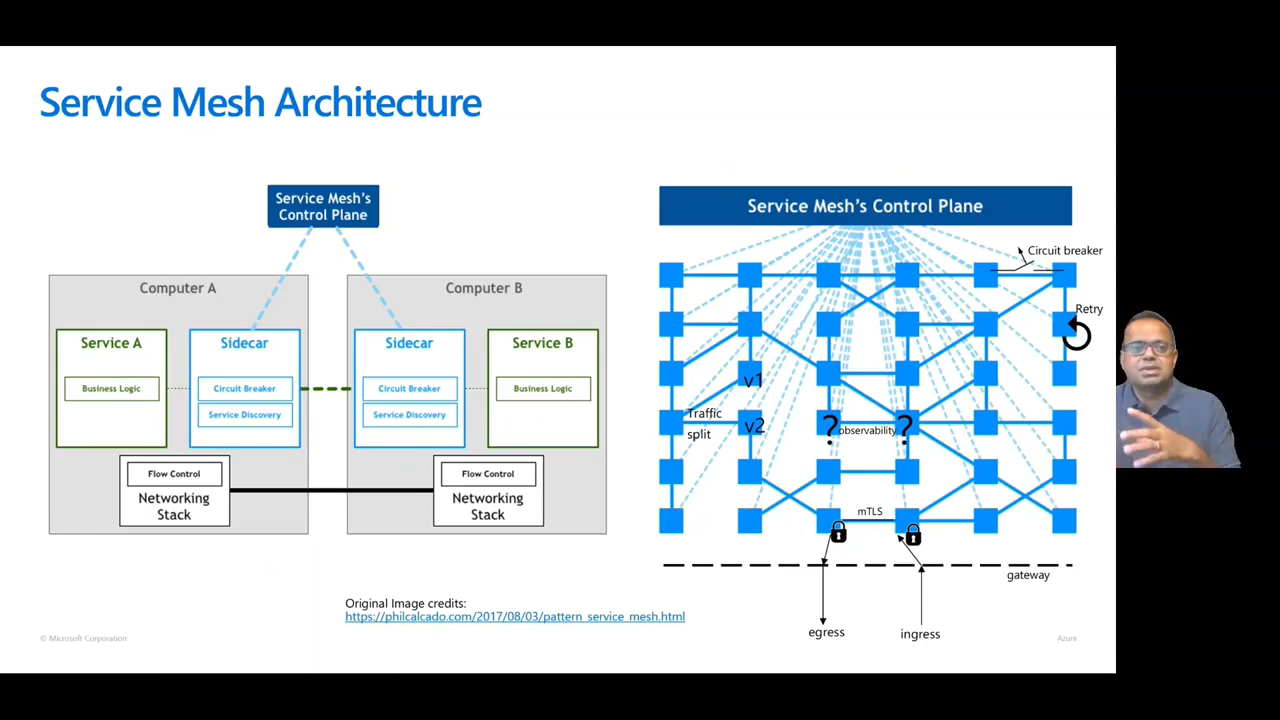 Service Mesh Architecture
Service Mesh's
Control Plane
Computer A
Computer B
Service A
Business Logic
Sidecar
Circuit Breaker
Service Discovery
Sidecar
Circuit Breaker
Service Discovery
Service B
Business Logic
Flow Control
Networking
Stack
Flow Control
Networking
Stack
Service Mesh's Control Plane
Circuit breaker
Retry
v1
Traffic
split
v2
?
observability
?
mTLS
gateway
egress
ingress
Original Image credits:
https://philcalcado.com/2017/08/03/pattern_service_mesh.html
© Microsoft Corporation
Azure